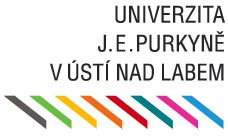 UNIVERZITA
J. E. PURKYNĚ
V ÚSTÍ NAD LABEM